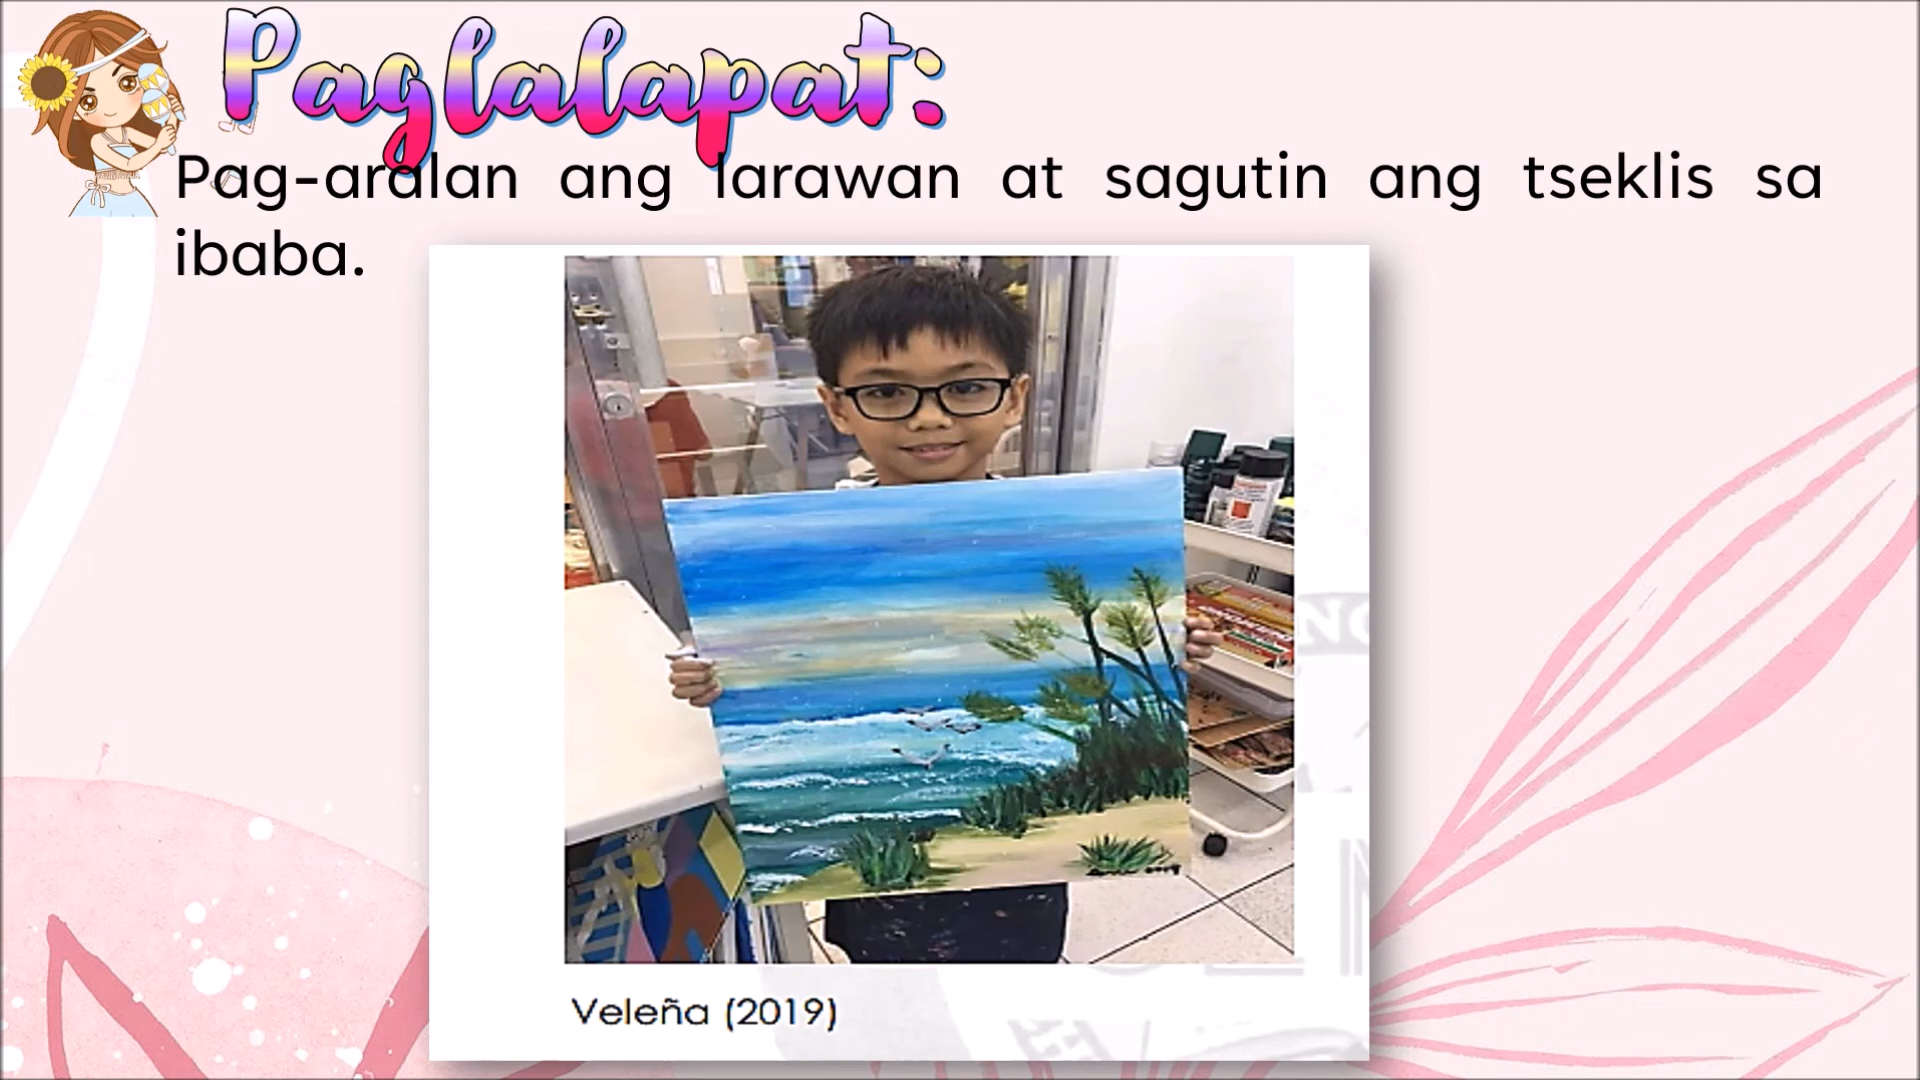 Paglalapat:
Pag-aralan ang larawan at sagutin ang tseklis sa
ibaba.
Veleña (2019)